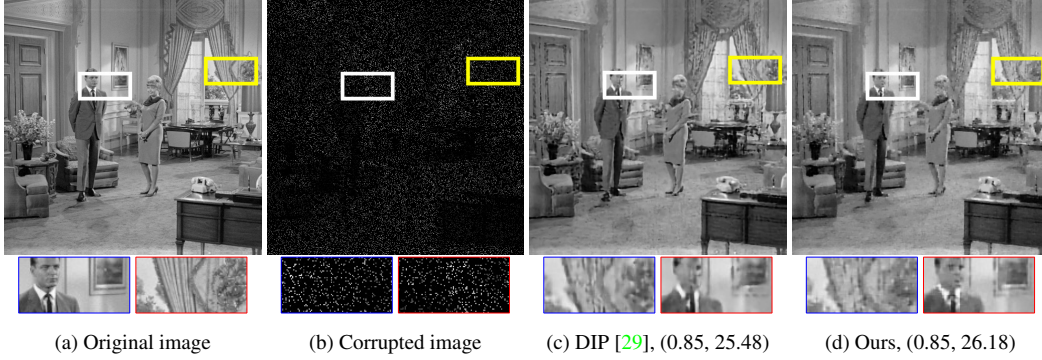 (a) Original image
(b) Corrupted image
(c) DIP [29], (0.85, 25.48)
(d) Ours, (0.85, 26.18)